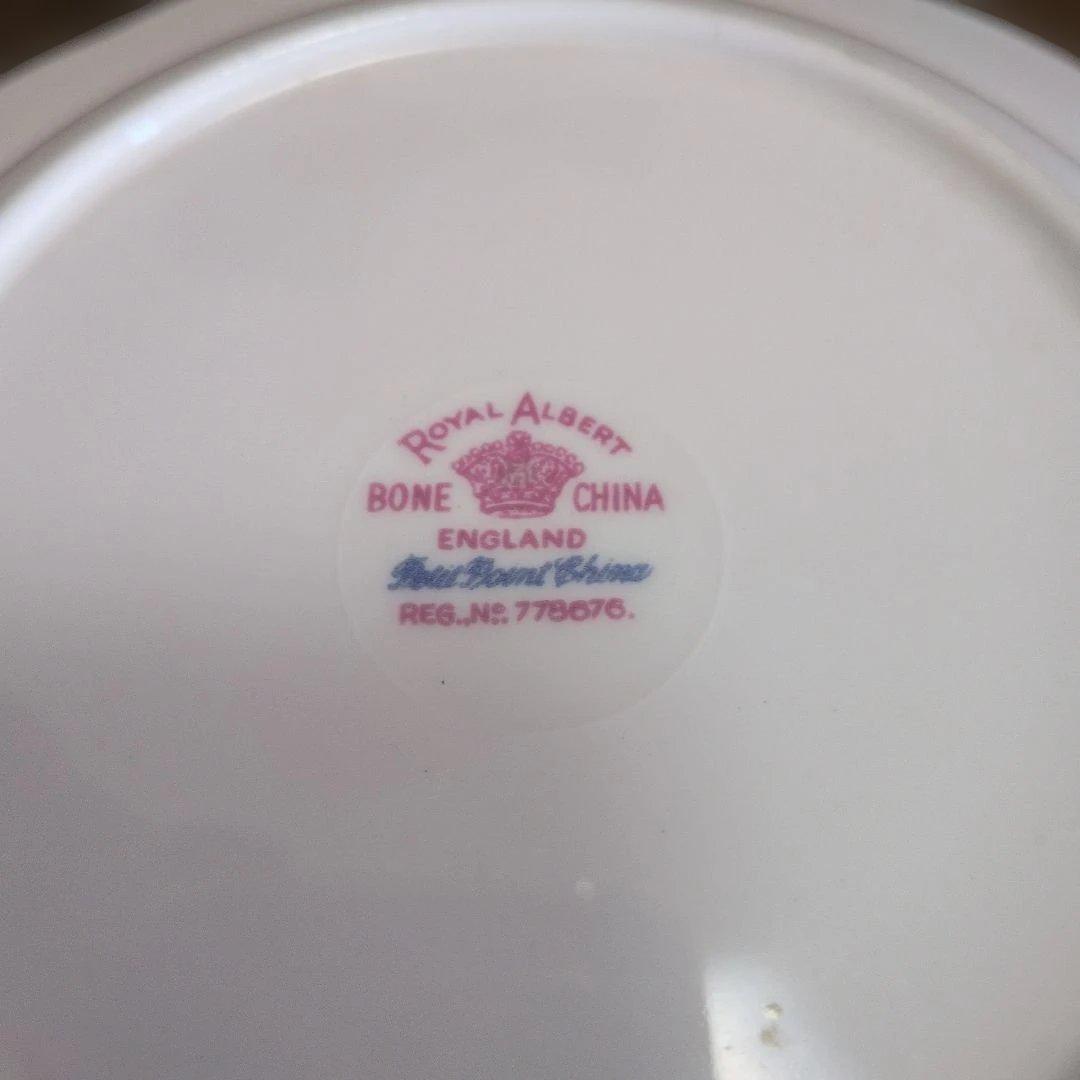 ROYAL ALBERT
BONE CHINA
ENGLAND
Petit Point China
REG., No. 778676.